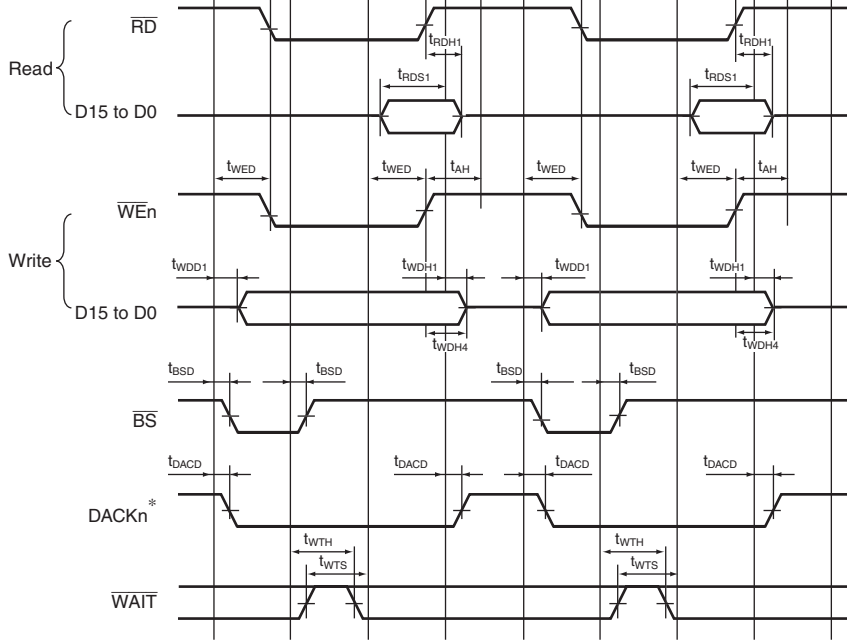 RD
tRDH1 tRDH1
Read
tRDS1 tRDS1
D15 to D0
tWED tWED tAH tWED tWED tAH
WEn
Write
tWDD1 tWDH1 tWDD1 tWDH1
D15 to D0
tWDH4 tWDH4
tBSD tBSD tBSD tBSD
BS
tDACD tDACD tDACD tDACD
DACKn*
tWTH tWTH
tWTS tWTS
WAIT